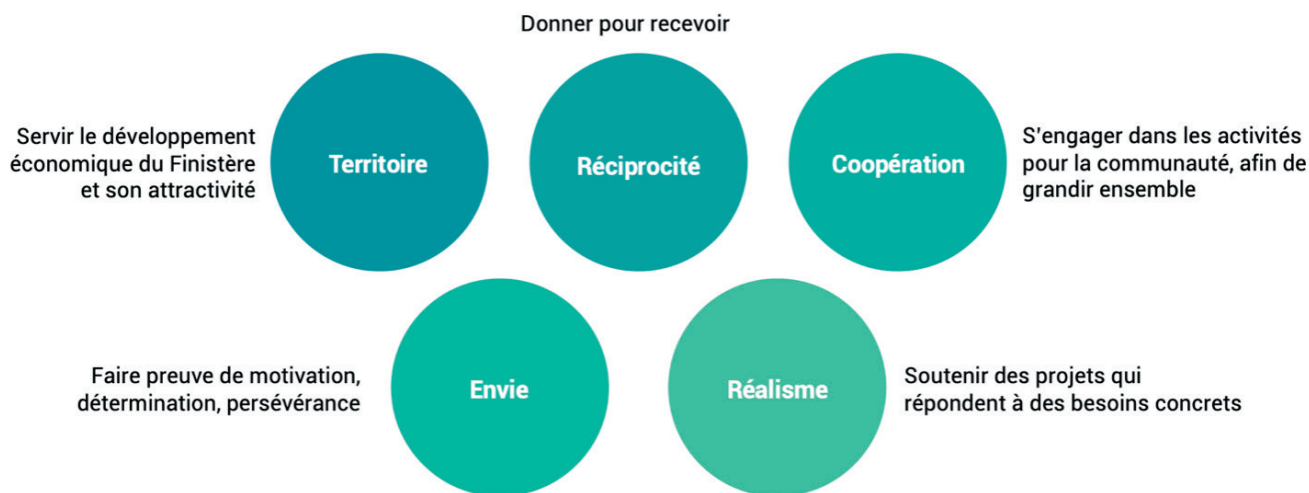 Donner pour recevoir
Servir le développement
économique du Finistère
et son attractivité
Territoire
Réciprocité
Coopération
S'engager dans les activités
pour la communauté, afin de
grandir ensemble
Faire preuve de motivation,
détermination, persévérance
Envie
Réalisme
Soutenir des projets qui
répondent à des besoins concrets